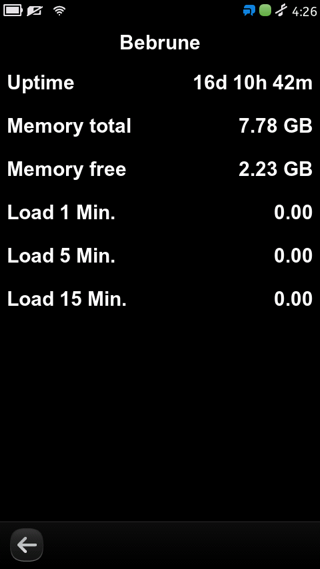 4:26
Bebrune
Uptime 16d 10h 42m
Memory total 7.78 GB
Memory free 2.23 GB
Load 1 Min. 0.00
Load 5 Min. 0.00
Load 15 Min. 0.00